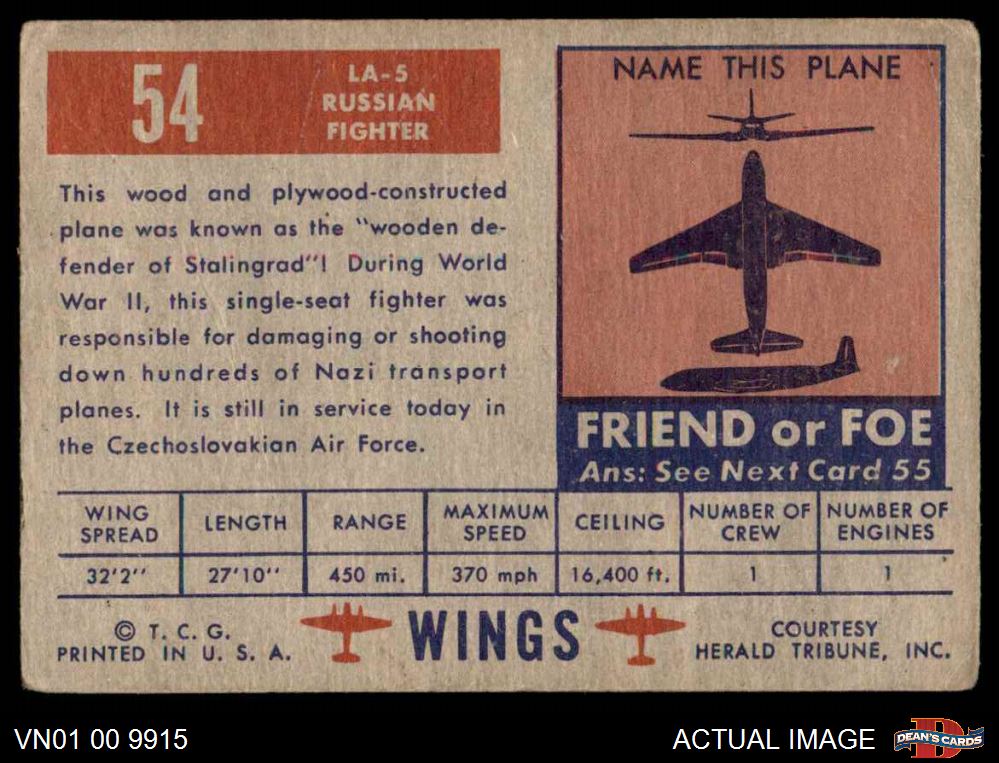 54
LA-5
RUSSIAN
FIGHTER
This wood and plywood-constructed
plane was known as the "wooden de-
fender of Stalingrad"! During World
War II, this single-seat fighter was
responsible for damaging or shooting
down hundreds of Nazi transport
planes. It is still in service today in
the Czechoslovakian Air Force.
NAME THIS PLANE
FRIEND or FOE
Ans: See Next Card 55
WING SPREAD LENGTH RANGE MAXIMUM SPEED CEILING NUMBER OF CREW NUMBER OF ENGINES
32'2'' 27'10'' 450 mi. 370 mph 16,400 ft. 1 1
© T. C. G.
PRINTED IN U. S. A.
WINGS
COURTESY
HERALD TRIBUNE, INC.
VN01 00 9915
ACTUAL IMAGE
D
DEAN'S CARDS